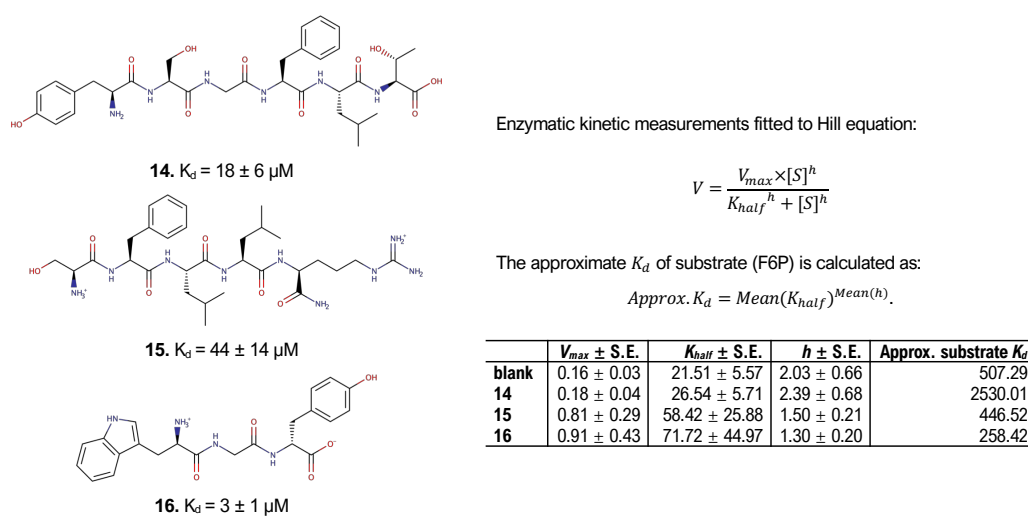 14. Kd = 18 ± 6 µM
15. Kd = 44 ± 14 µM
16. Kd = 3 ± 1 µM
Enzymatic kinetic measurements fitted to Hill equation:
V = Vmax×[S]^h / Khalf^h + [S]^h
The approximate Kd of substrate (F6P) is calculated as:
Approx. Kd = Mean(Khalf)^Mean(h).
Vmax ± S.E. Khalf ± S.E. h ± S.E. Approx. substrate Kd
blank 0.16 ± 0.03 21.51 ± 5.57 2.03 ± 0.66 507.29
14 0.18 ± 0.04 26.54 ± 5.71 2.39 ± 0.68 2530.01
15 0.81 ± 0.29 58.42 ± 25.88 1.50 ± 0.21 446.52
16 0.91 ± 0.43 71.72 ± 44.97 1.30 ± 0.20 258.42